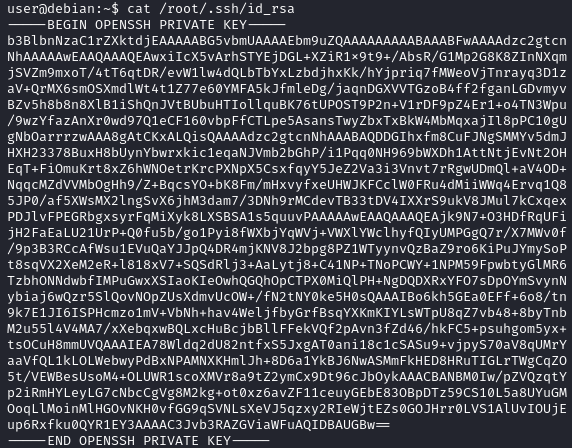 user@debian:~$ cat /root/.ssh/id_rsa
-----BEGIN OPENSSH PRIVATE KEY-----
b3BlbnNzaC1rZXktdjEAAAAABG5vbmUAAAAEbm9uZQAAAAAAAAABAAABFwAAAAdzc2gtcn
NhAAAAAwEAAQAAAQEAwxiIcX5vArhSTYEjDGL+XZiR1×9t9+/AbsR/G1Mp2G8K8ZInNXqm
jSVZm9mxoT/4tT6qtDR/evW1lw4dQLbTbYxLzbdjhxKk/hYjpriq7fMWeoVjTnrayq3D1z
aV+QrMX6smOSXmdlWt4t1Z77e60YMFA5kJfmleDg/jaqnDGXVVTGzoB4ff2fganLGDvmyv
BZv5h8b8n8XlB1iShQnJVtBUbuHTIollquBK76tUPOST9P2n+V1rDF9pZ4Er1+o4TN3Wpu
/9wzYfazAnXr0wd97Q1eCF160vbpFfCTLpe5AsansTwyZbxTxBkW4MbMqxajIl8pPC10gU
gNbOarrrzwAAA8gAtCKxALQisQAAAAdzc2gtcnNhAAABAQDDGIhxfm8CuFJNgSMMYv5dmJ
HXH23378BuxH8bUynYbwrxkic1eqaNJVmb2bGhP/i1Pqq0NH969bWXDh1AttNtjEvNt2OH
EqT+FiOmuKrt8xZ6hWNOetrKrcPXNpX5CsxfqyY5JeZ2Va3i3Vnvt7rRgwUDmQl+aV4OD+
NqqcMZdVVMbOgHh9/Z+BqcsYO+bK8Fm/mHxvyfxeUHWJKFCclW0FRu4dMiiWWq4Ervq1Q8
5JP0/af5XWsMX2lngSvX6jhM3dam7/3DNh9rMCdevTB33tDV4IXXrS9ukV8JMul7kCxqex
PDJlvFPEGRbgxsyrFqMiXyk8LXSBSA1s5quuvPAAAAAwEAAQAAAQEAjk9N7+O3HDfRqUFi
jH2FaEaLU21UrP+Q0fu5b/go1Pyi8fWXbjYqWVj+VWXlYWclhyfQIyUMPGgQ7r/X7MWv0f
/9p3B3RCcAfWsu1EVuQaYJJpQ4DR4mjKNV8J2bpg8PZ1WTyynvQzBaZ9ro6KiPuJYmySoP
t8sqVX2XeM2eR+l818xV7+SQSdRlj3+AaLytj8+C41NP+TNoPCWY+1NPM59FpwbtyGlMR6
TzbhONNdwbfIMPuGwxXSIaoKIeOwhQGQhOpCTPX0MiQlPH+NgDQDXRxYFO7sDpOYmSvynN
ybiaj6wQzr5SlQovNOpZUsXdmvUcOW+/fN2tNY0ke5H0sQAAAIBo6kh5GEa0EFf+6o8/tn
9k7E1JI6ISPHcmzo1mV+VbNh+hav4WeljfbyGrfBsqYXKmKIYLsWTpU8qZ7vb48+8byTnb
M2u55l4V4MA7/xXebqxwBQLxcHuBcjbBllFFekVQf2pAvn3fZd46/hkFC5+psuhgom5yx+
tsOCuH8mmUVQAAAIEA78Wldq2dU82ntfxS5JxgAT0ani18c1cSASu9+vjpyS70aV8qUMrY
aaVfQL1kLOLWebwyPdBxNPAMNXKHmlJh+8D6a1YkBJ6NwASMmFkHED8HRuTIGLrTWgCqZO
5t/VEWBesUsoM4+OLUWR1scoXMVr8a9tZ2ymCx9Dt96cJbOykAAACBANBM0Iw/pZVQzqtY
p2iRmHYLeyLG7cNbcCgVg8M2kg+ot0xz6avZF11ceuyGEbE83OBpDTz59CS10L5a8UYuGM
OoqLlMoinMlHGOvNKH0vfGG9qSVNLsXeVJ5qzxy2RIeWjtEZs0GOJHrr0LVS1AlUvIOUjE
up6Rxfku0QYR1EY3AAAAC3Jvb3RAZGViaWFuAQIDBAUGBw==
-----END OPENSSH PRIVATE KEY-----